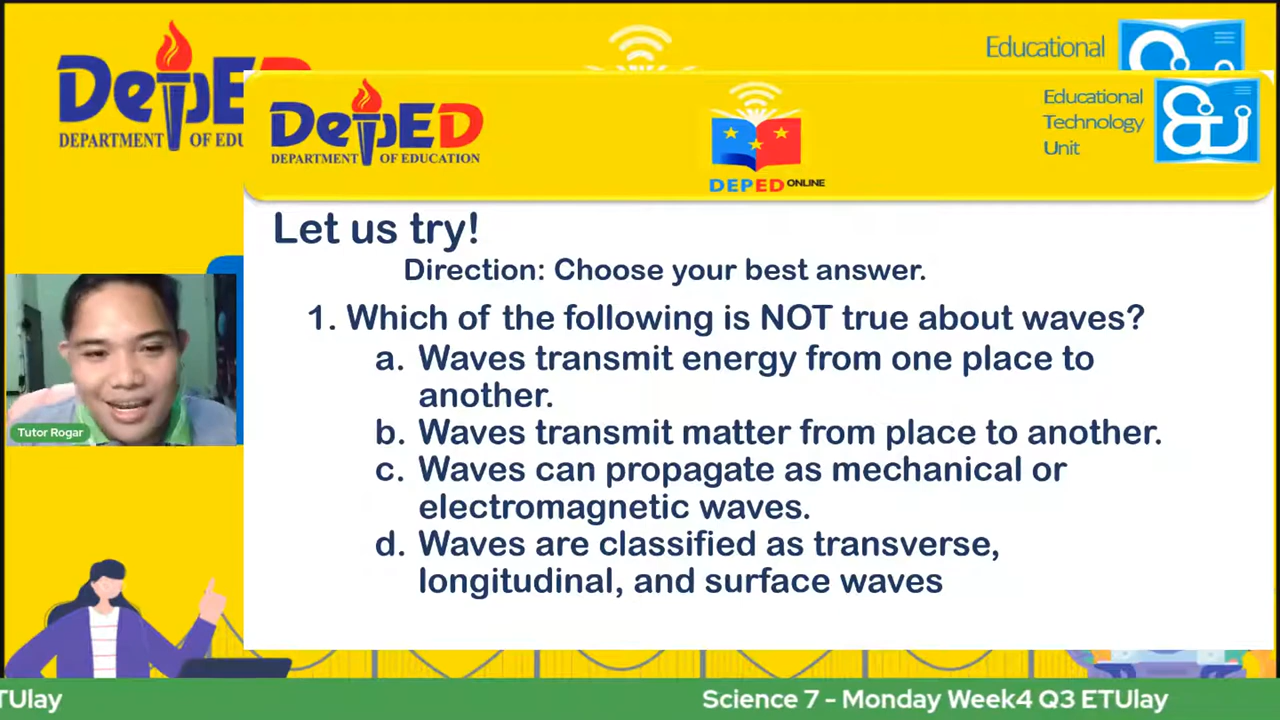 DepED
DEPARTMENT OF EDU
Educational
DepED
DEPARTMENT OF EDUCATION
DEPED ONLINE
Educational
Technology
Unit
Let us try!
Direction: Choose your best answer.
1. Which of the following is NOT true about waves?
a. Waves transmit energy from one place to
another.
b. Waves transmit matter from place to another.
c. Waves can propagate as mechanical or
electromagnetic waves.
d. Waves are classified as transverse,
longitudinal, and surface waves
Tutor Rogar
ETUlay
Science 7 - Monday Week4 Q3 ETUlay